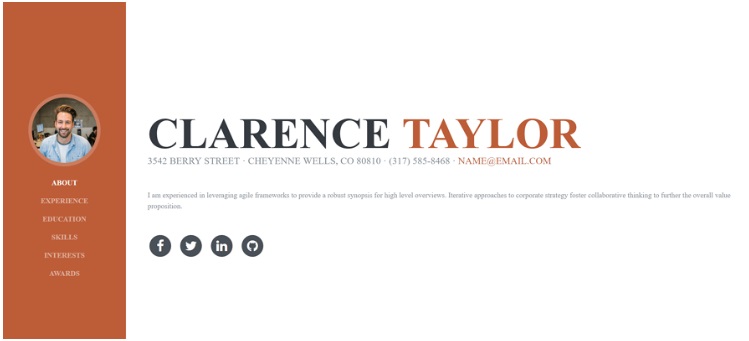 ABOUT
EXPERIENCE
EDUCATION
SKILLS
INTERESTS
AWARDS
CLARENCE TAYLOR
3542 BERRY STREET · CHEYENNE WELLS, CO 80810 · (317) 585-8468 · NAME@EMAIL.COM
I am experienced in leveraging agile frameworks to provide a robust synopsis for high level overviews. Iterative approaches to corporate strategy foster collaborative thinking to further the overall value
proposition.